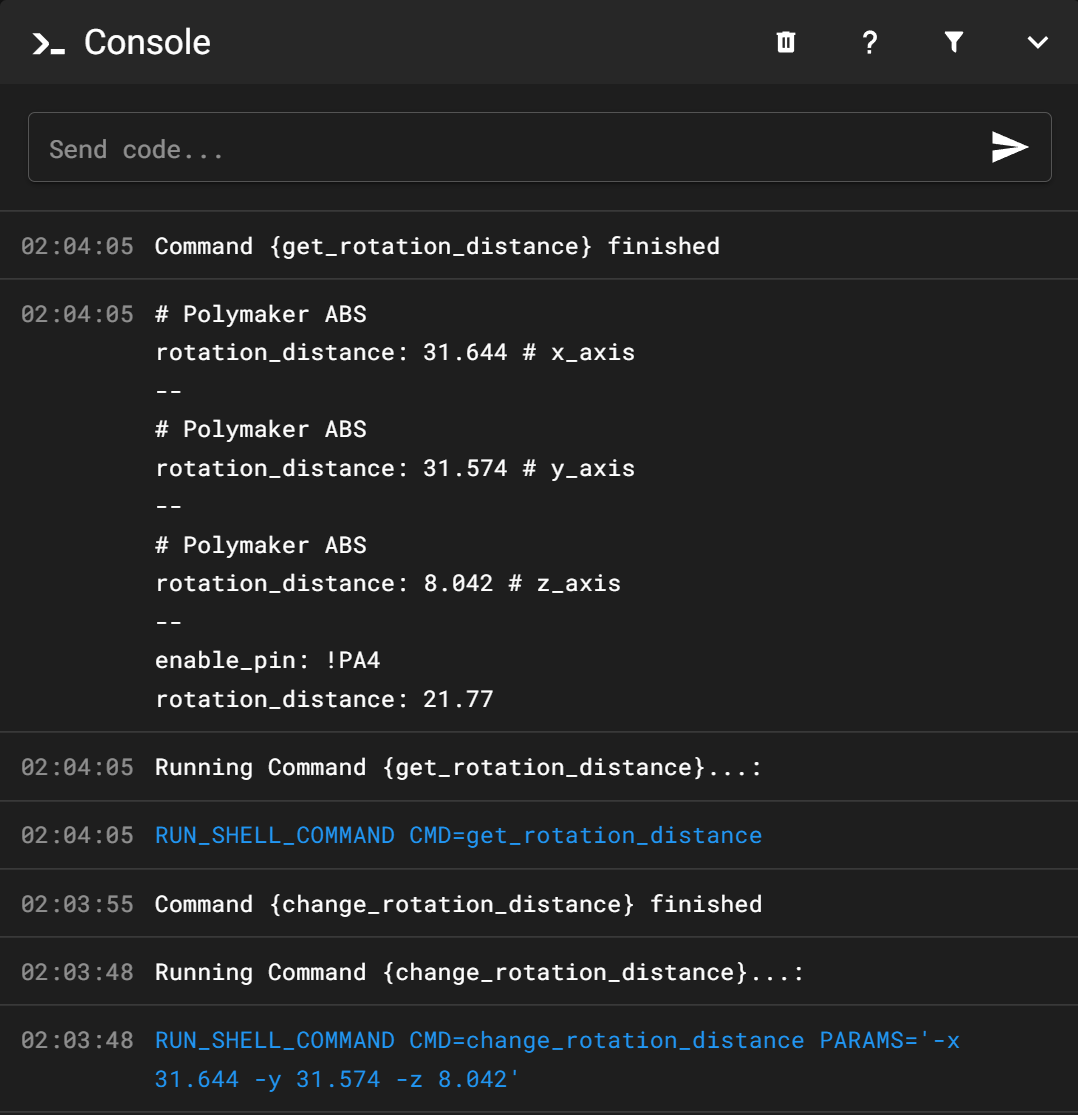 Console
Send code...
02:04:05 Command {get_rotation_distance} finished
02:04:05 # Polymaker ABS
rotation_distance: 31.644 # x_axis
--
# Polymaker ABS
rotation_distance: 31.574 # y_axis
--
# Polymaker ABS
rotation_distance: 8.042 # z_axis
--
enable_pin: !PA4
rotation_distance: 21.77
02:04:05 Running Command {get_rotation_distance}...:
02:04:05 RUN_SHELL_COMMAND CMD=get_rotation_distance
02:03:55 Command {change_rotation_distance} finished
02:03:48 Running Command {change_rotation_distance}...:
02:03:48 RUN_SHELL_COMMAND CMD=change_rotation_distance PARAMS='-x
31.644 -y 31.574 -z 8.042'